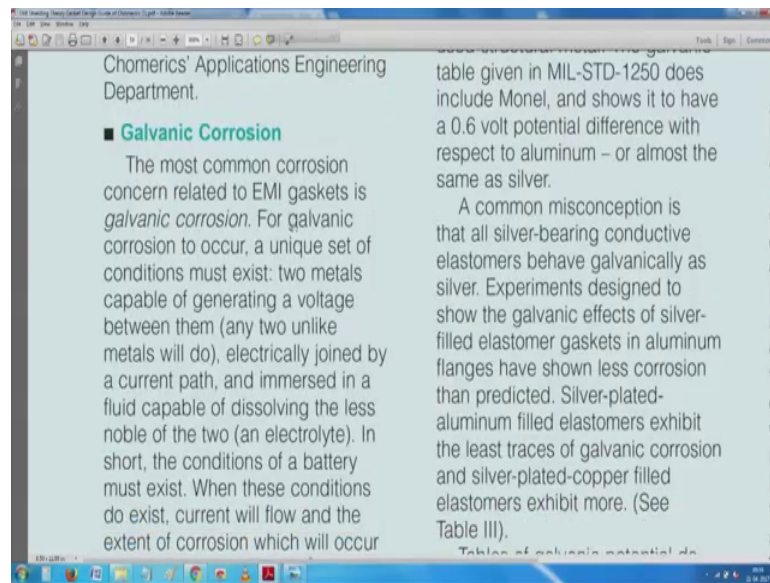 Chomerics' Applications Engineering
Department.
■ Galvanic Corrosion
The most common corrosion
concern related to EMI gaskets is
galvanic corrosion. For galvanic
corrosion to occur, a unique set of
conditions must exist: two metals
capable of generating a voltage
between them (any two unlike
metals will do), electrically joined by
a current path, and immersed in a
fluid capable of dissolving the less
noble of the two (an electrolyte). In
short, the conditions of a battery
must exist. When these conditions
do exist, current will flow and the
extent of corrosion which will occur
table given in MIL-STD-1250 does
include Monel, and shows it to have
a 0.6 volt potential difference with
respect to aluminum – or almost the
same as silver.
A common misconception is
that all silver-bearing conductive
elastomers behave galvanically as
silver. Experiments designed to
show the galvanic effects of silver-
filled elastomer gaskets in aluminum
flanges have shown less corrosion
than predicted. Silver-plated-
aluminum filled elastomers exhibit
the least traces of galvanic corrosion
and silver-plated-copper filled
elastomers exhibit more. (See
Table III).
Tables of galvanic potential do